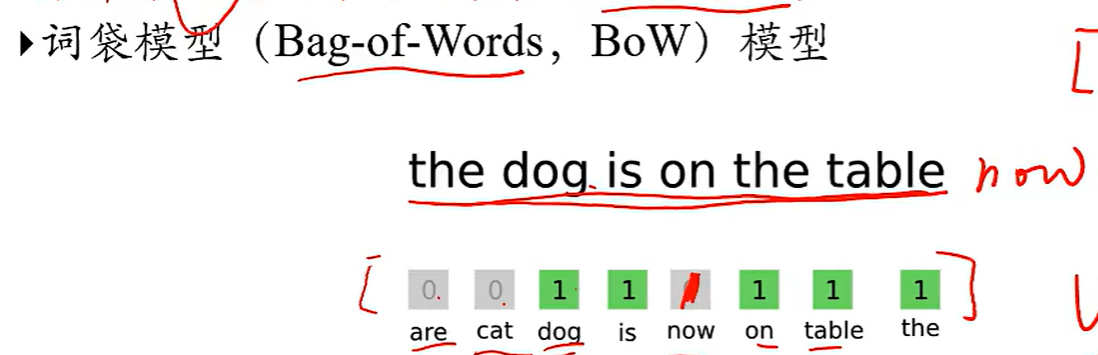 ▶词袋模型（Bag-of-Words，BoW）模型
the dog is on the table now
0 0 1 1 1 1 1
are cat dog is now on table the